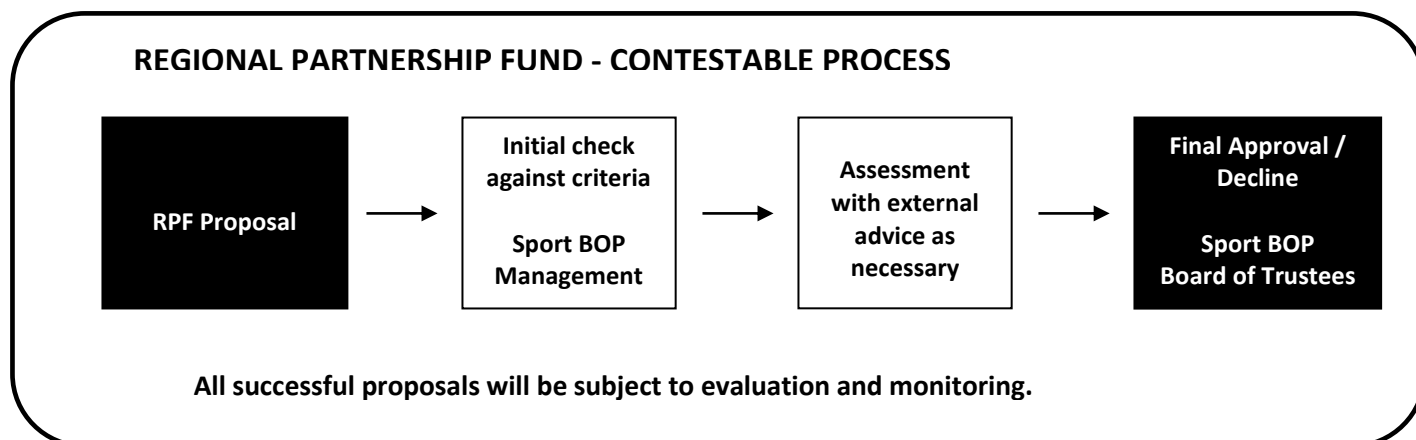 REGIONAL PARTNERSHIP FUND - CONTESTABLE PROCESS
RPF Proposal
Initial check
against criteria
Sport BOP
Management
Assessment
with external
advice as
necessary
Final Approval /
Decline
Sport BOP
Board of Trustees
All successful proposals will be subject to evaluation and monitoring.